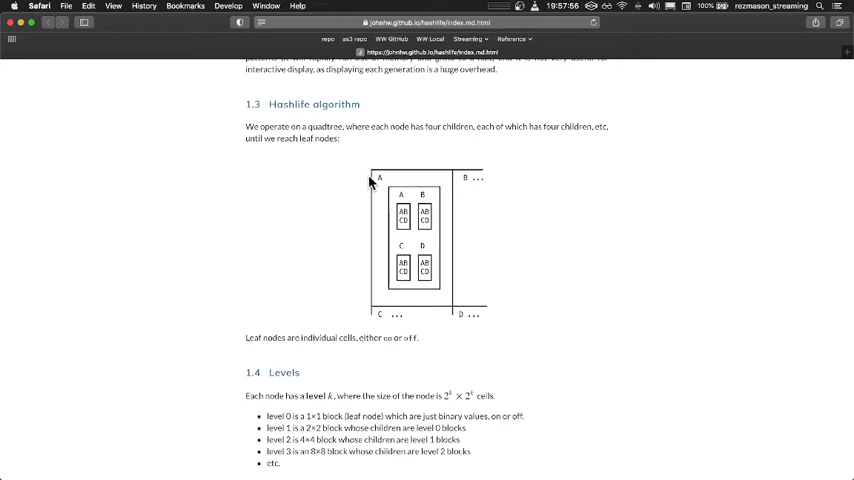 Safari File Edit View History Bookmarks Develop Window Help 100% rezmason_streaming 19:57:56
johnhw.github.io/hashlife/index.md.html
repo as3 repo WW GitHub WW Local Streaming Reference
https://johnhw.github.io/hashlife/index.md.html
interactive display, as displaying each generation is a huge overhead.
1.3 Hashlife algorithm
We operate on a quadtree, where each node has four children, each of which has four children, etc,
until we reach leaf nodes:
A B ...
A B
AB AB
CD CD
C D
AB AB
CD CD
C ... D ...
Leaf nodes are individual cells, either on or off.
1.4 Levels
Each node has a level k, where the size of the node is 2^k × 2^k cells.
• level 0 is a 1×1 block (leaf node) which are just binary values, on or off.
• level 1 is a 2×2 block whose children are level 0 blocks
• level 2 is 4×4 block whose children are level 1 blocks
• level 3 is an 8×8 block whose children are level 2 blocks
• etc.